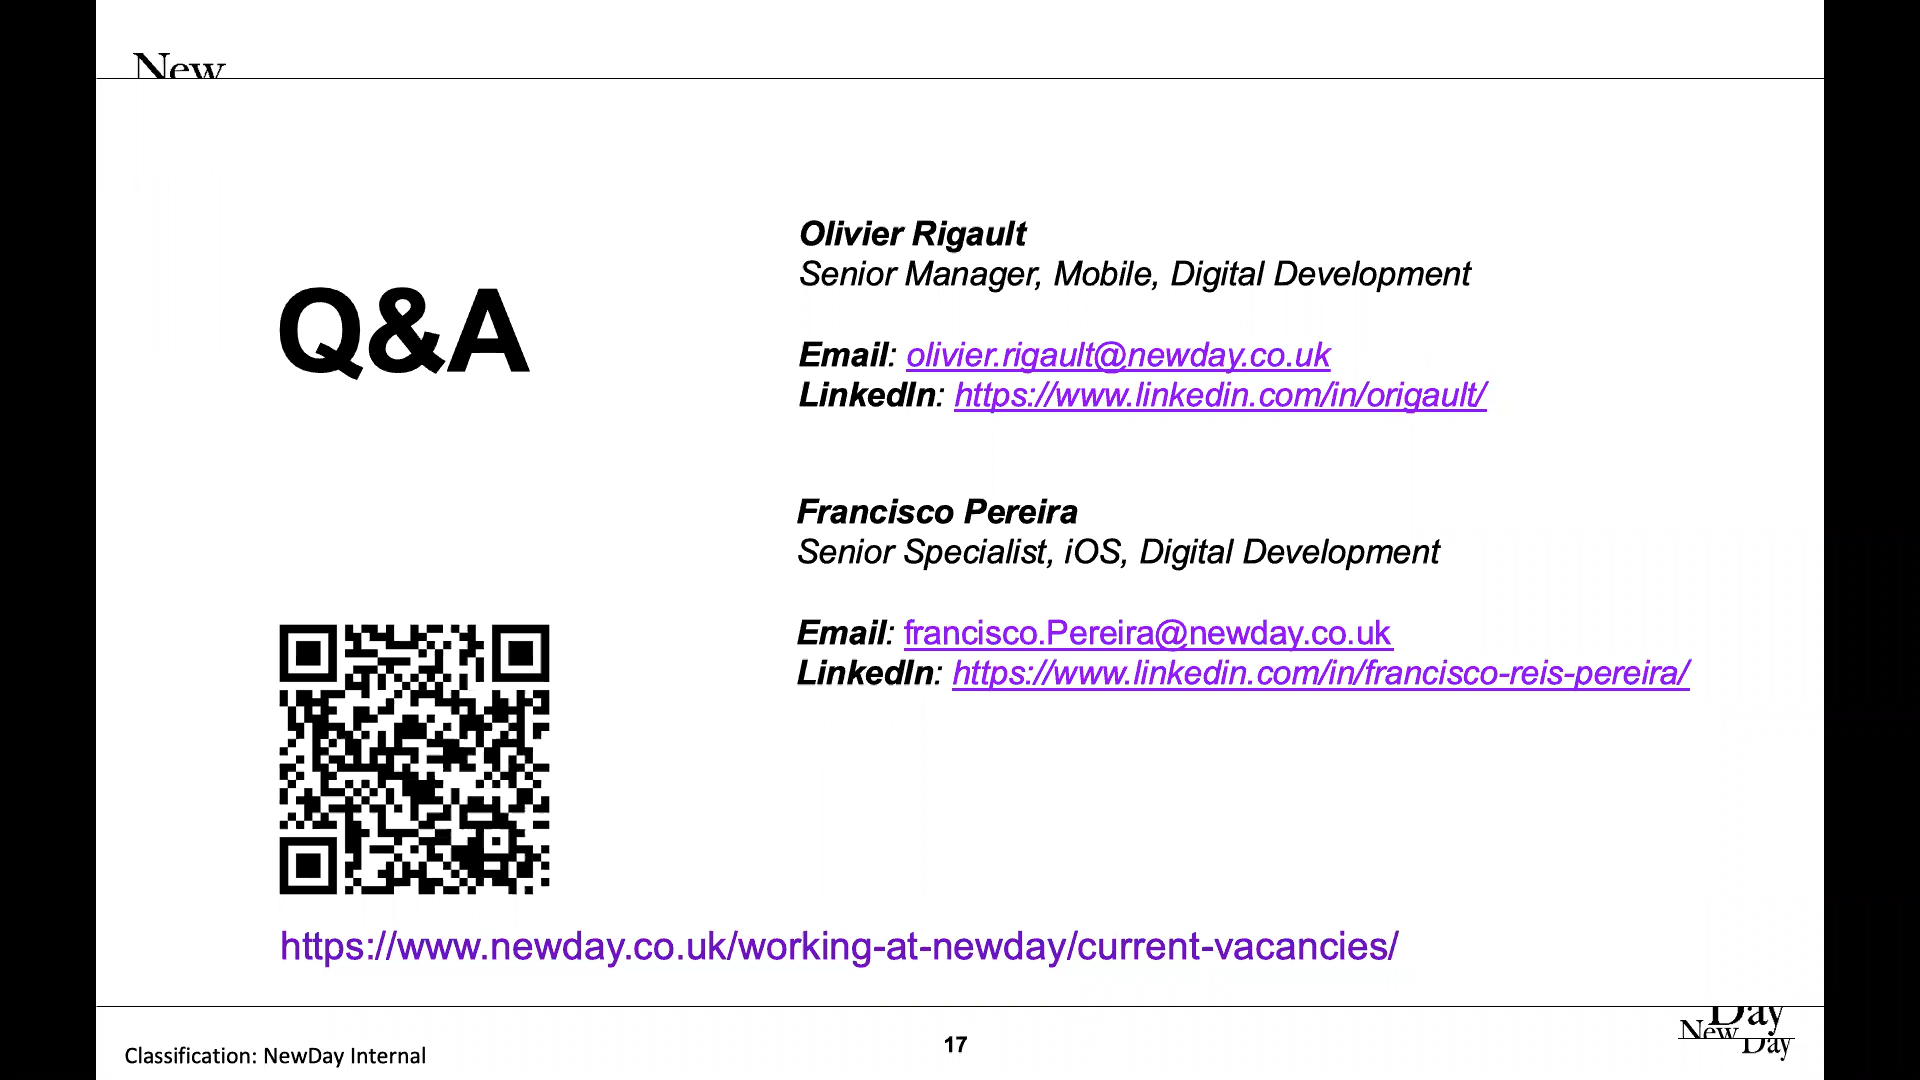 New
Q&A
Olivier Rigault
Senior Manager, Mobile, Digital Development
Email: olivier.rigault@newday.co.uk
LinkedIn: https://www.linkedin.com/in/origault/
Francisco Pereira
Senior Specialist, iOS, Digital Development
Email: francisco.Pereira@newday.co.uk
LinkedIn: https://www.linkedin.com/in/francisco-reis-pereira/
https://www.newday.co.uk/working-at-newday/current-vacancies/
Classification: NewDay Internal
17
Day
New
Day